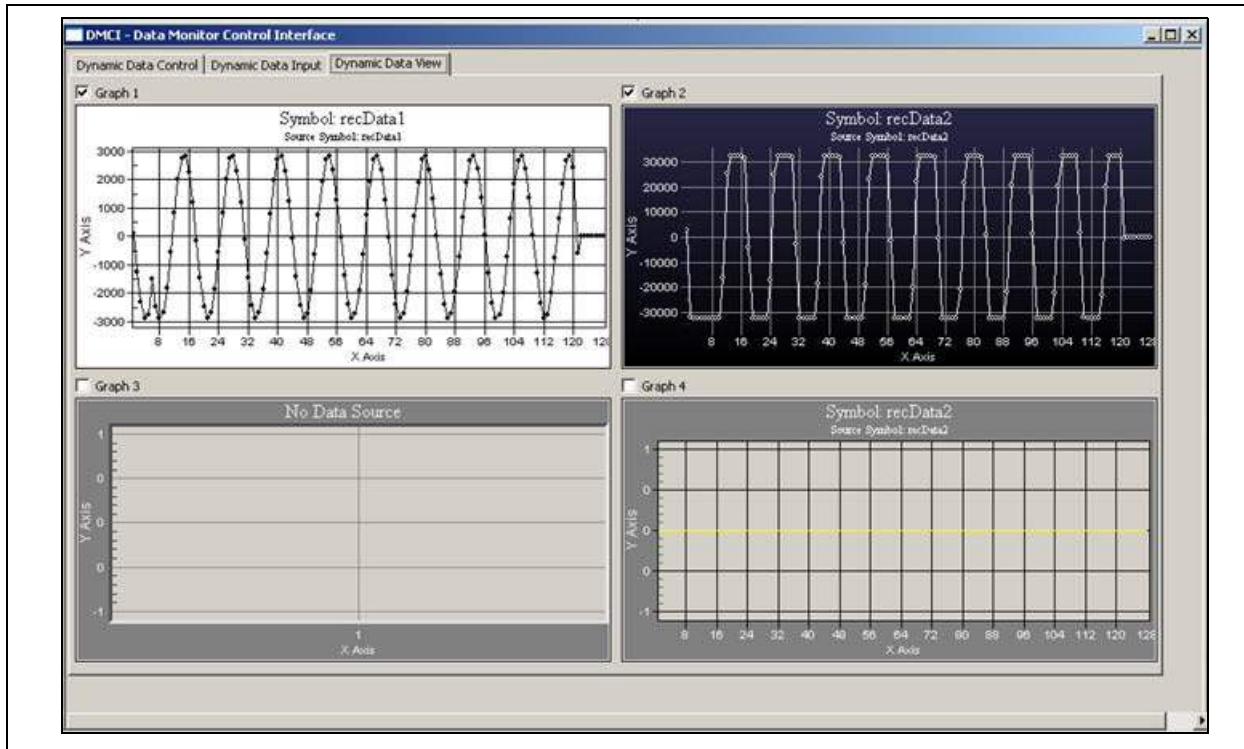 DMCI - Data Monitor Control Interface
Dynamic Data Control Dynamic Data Input Dynamic Data View
Graph 1
Symbol: recData1
Source Symbol: recData1
3000
2000
1000
0
-1000
-2000
-3000
Y Axis
8 16 24 32 40 48 56 64 72 80 88 96 104 112 120 128
X Axis
Graph 2
Symbol: recData2
Source Symbol: recData2
30000
20000
10000
0
-10000
-20000
-30000
Y Axis
8 16 24 32 40 48 56 64 72 80 88 96 104 112 120 128
X Axis
Graph 3
No Data Source
1
0
0
0
-1
Y Axis
1
X Axis
Graph 4
Symbol: recData2
Source Symbol: recData2
1
0
0
0
-1
Y Axis
8 16 24 32 40 48 56 64 72 80 88 96 104 112 120 128
X Axis